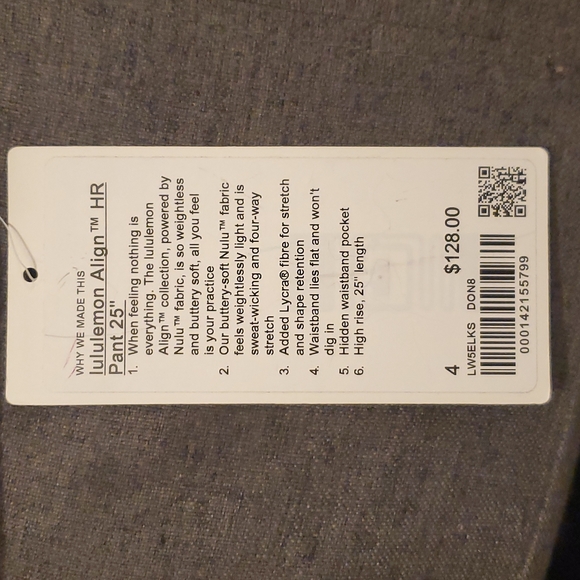 WHY WE MADE THIS
lululemon Align™ HR
Pant 25"
1. When feeling nothing is
everything. The lululemon
Align™ collection, powered by
Nulu™ fabric, is so weightless
and buttery soft, all you feel
is your practice
2. Our buttery-soft Nulu™ fabric
feels weightlessly light and is
sweat-wicking and four-way
stretch
3. Added Lycra® fibre for stretch
and shape retention
4. Waistband lies flat and won't
dig in
5. Hidden waistband pocket
6. High rise, 25" length
4 $128.00
LW5ELKS DON8
000142155799